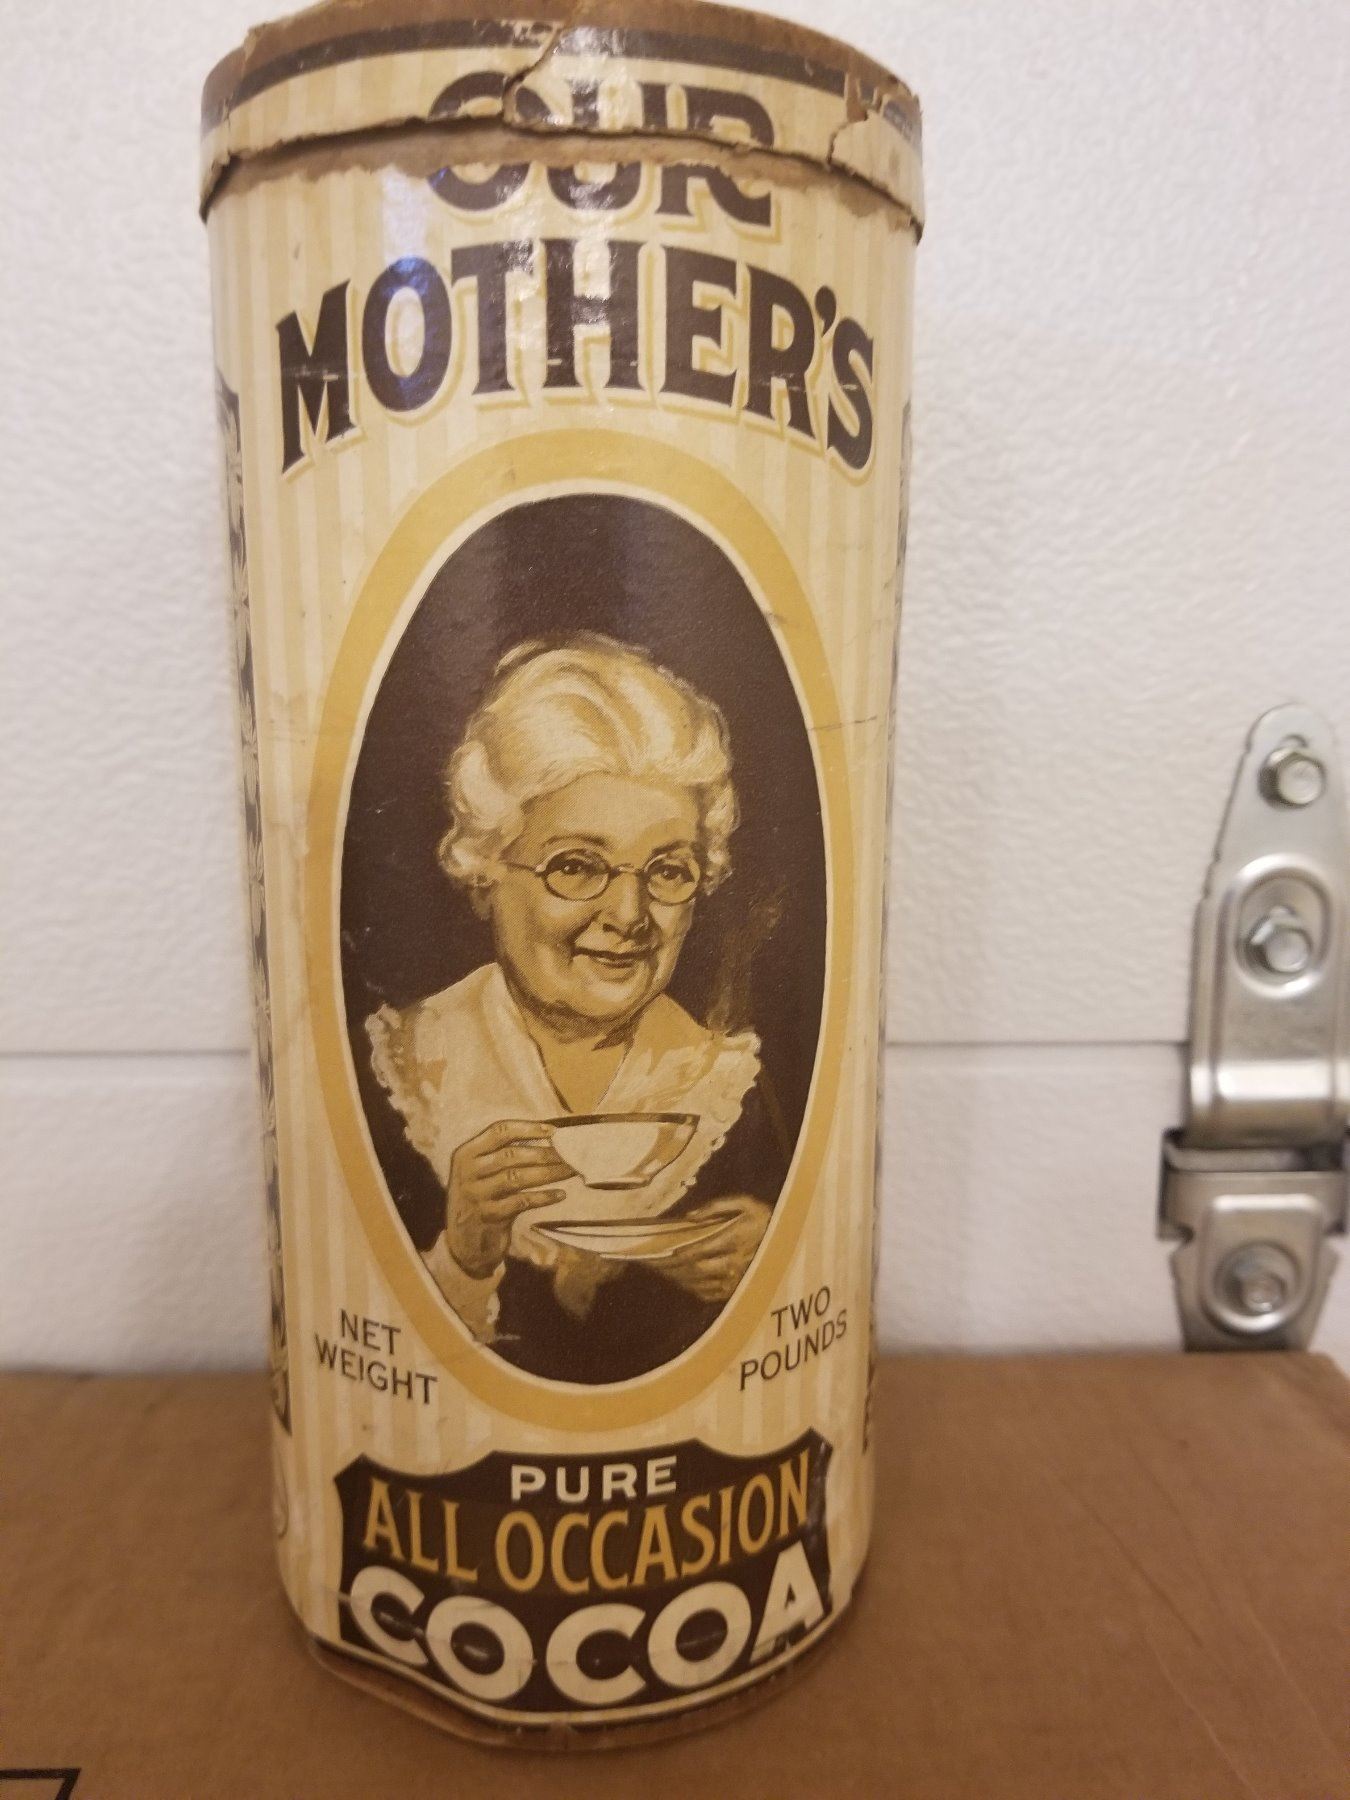 OUR
MOTHER'S
NET
WEIGHT
TWO
POUNDS
PURE
ALL OCCASION
COCOA